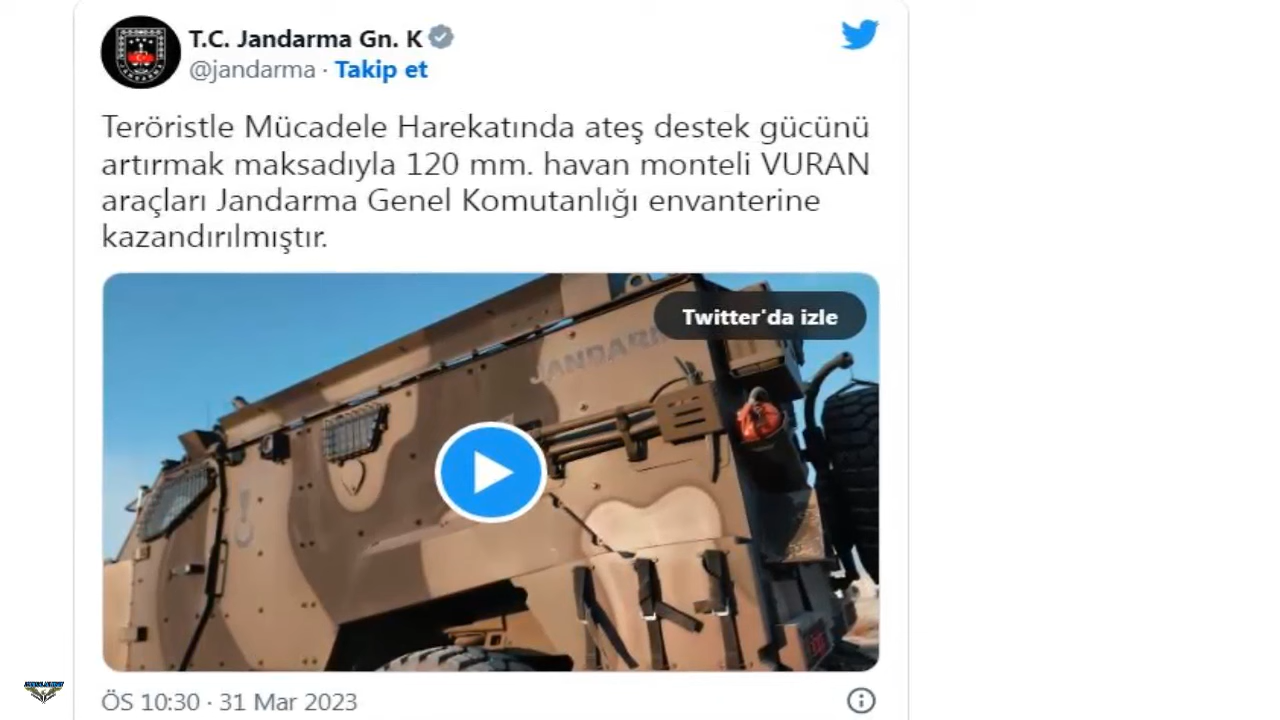 T.C. Jandarma Gn. K
@jandarma · Takip et
Teröristle Mücadele Harekatında ateş destek gücünü
artırmak maksadıyla 120 mm. havan monteli VURAN
araçları Jandarma Genel Komutanlığı envanterine
kazandırılmıştır.
Twitter'da izle
JANDARMA
ÖS 10:30 · 31 Mar 2023